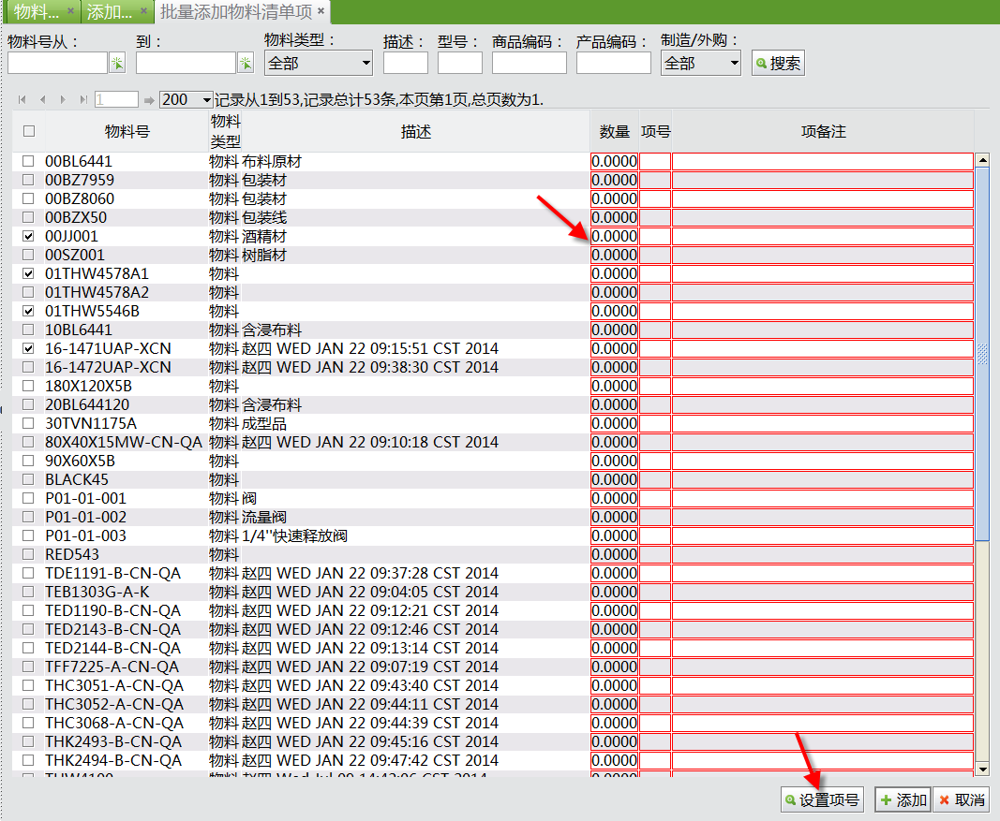 物料... × 添加... × 批量添加物料清单项 ×
物料号从： 到： 物料类型： 描述： 型号： 商品编码： 产品编码： 制造/外购：
全部 全部 搜索
1 200 记录从1到53,记录总计53条,本页第1页,总页数为1.
物料号 物料类型 描述 数量 项号 项备注
00BL6441 物料 布料原材 0.0000
00BZ7959 物料 包装材 0.0000
00BZ8060 物料 包装材 0.0000
00BZX50 物料 包装线 0.0000
00JJ001 物料 酒精材 0.0000
00SZ001 物料 树脂材 0.0000
01THW4578A1 物料 0.0000
01THW4578A2 物料 0.0000
01THW5546B 物料 0.0000
10BL6441 物料 含浸布料 0.0000
16-1471UAP-XCN 物料 赵四 WED JAN 22 09:15:51 CST 2014 0.0000
16-1472UAP-XCN 物料 赵四 WED JAN 22 09:38:30 CST 2014 0.0000
180X120X5B 物料 0.0000
20BL644120 物料 含浸布料 0.0000
30TVN1175A 物料 成型品 0.0000
80X40X15MW-CN-QA 物料 赵四 WED JAN 22 09:10:18 CST 2014 0.0000
90X60X5B 物料 0.0000
BLACK45 物料 0.0000
P01-01-001 物料 阀 0.0000
P01-01-002 物料 流量阀 0.0000
P01-01-003 物料 1/4''快速释放阀 0.0000
RED543 物料 0.0000
TDE1191-B-CN-QA 物料 赵四 WED JAN 22 09:37:28 CST 2014 0.0000
TEB1303G-A-K 物料 赵四 WED JAN 22 09:04:05 CST 2014 0.0000
TED1190-B-CN-QA 物料 赵四 WED JAN 22 09:12:21 CST 2014 0.0000
TED2143-B-CN-QA 物料 赵四 WED JAN 22 09:12:46 CST 2014 0.0000
TED2144-B-CN-QA 物料 赵四 WED JAN 22 09:13:14 CST 2014 0.0000
TFF7225-A-CN-QA 物料 赵四 WED JAN 22 09:07:19 CST 2014 0.0000
THC3051-A-CN-QA 物料 赵四 WED JAN 22 09:43:40 CST 2014 0.0000
THC3052-A-CN-QA 物料 赵四 WED JAN 22 09:44:11 CST 2014 0.0000
THC3068-A-CN-QA 物料 赵四 WED JAN 22 09:44:39 CST 2014 0.0000
THK2493-B-CN-QA 物料 赵四 WED JAN 22 09:45:16 CST 2014 0.0000
THK2494-B-CN-QA 物料 赵四 WED JAN 22 09:47:42 CST 2014 0.0000
设置项号 添加 取消